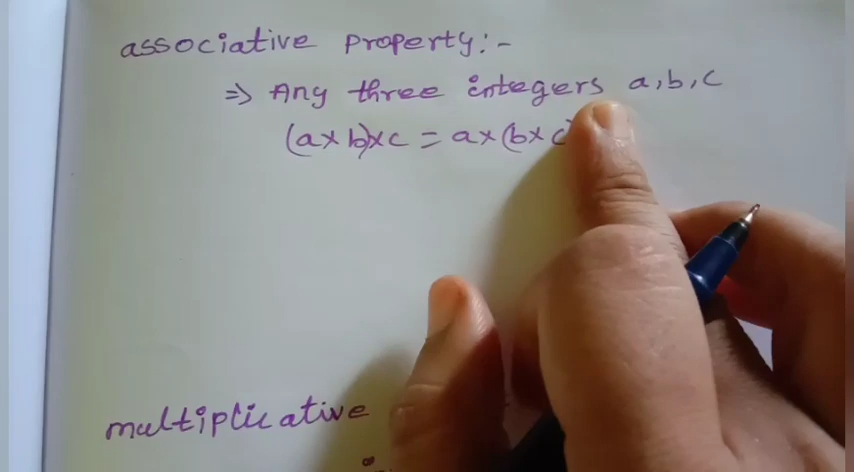 associative property:-
⇒ Any three integers a, b, c
(a×b)×c = a×(b×c)
multiplicative